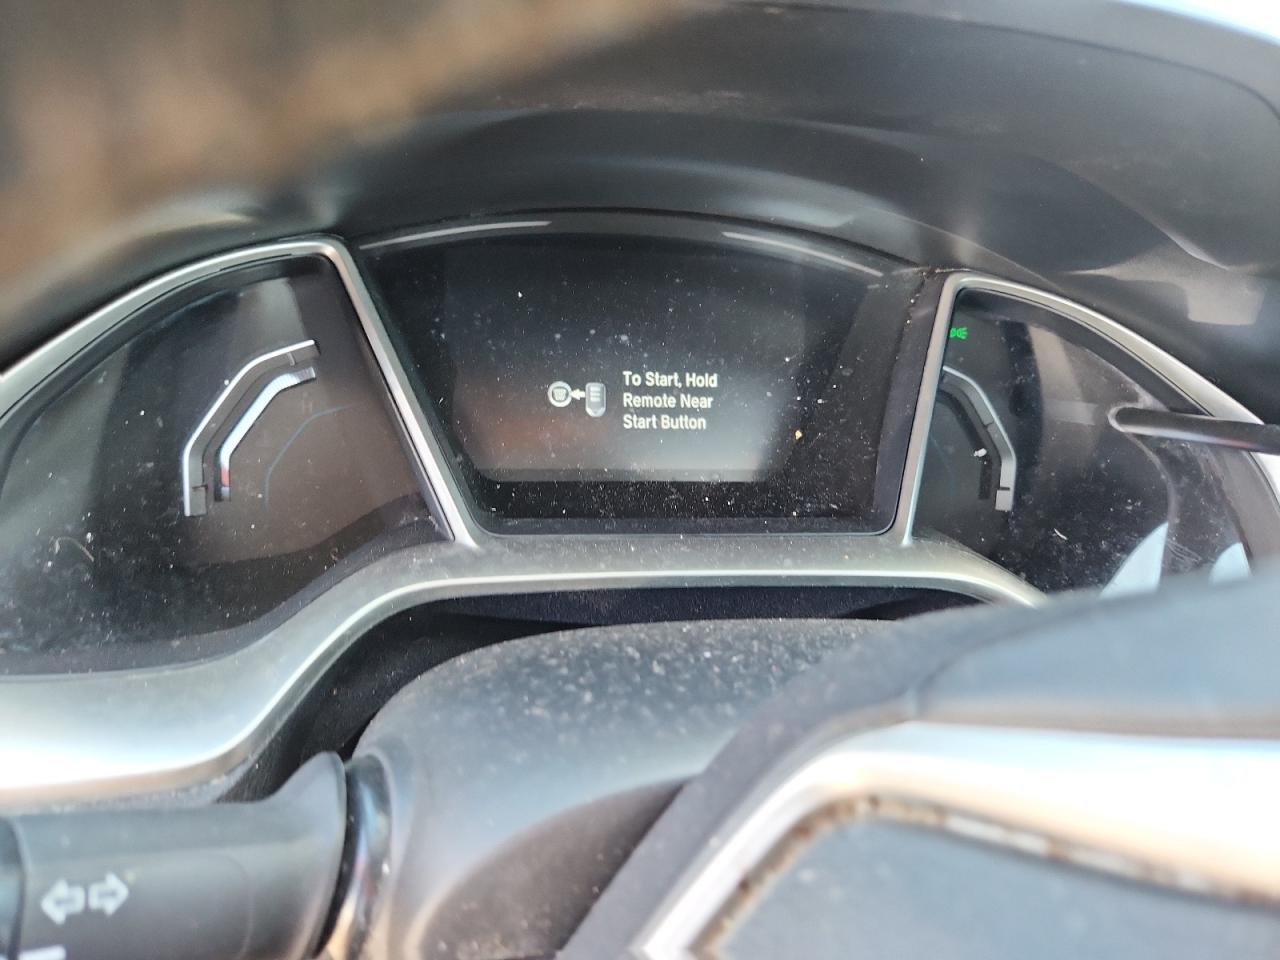 To Start, Hold
Remote Near
Start Button
H